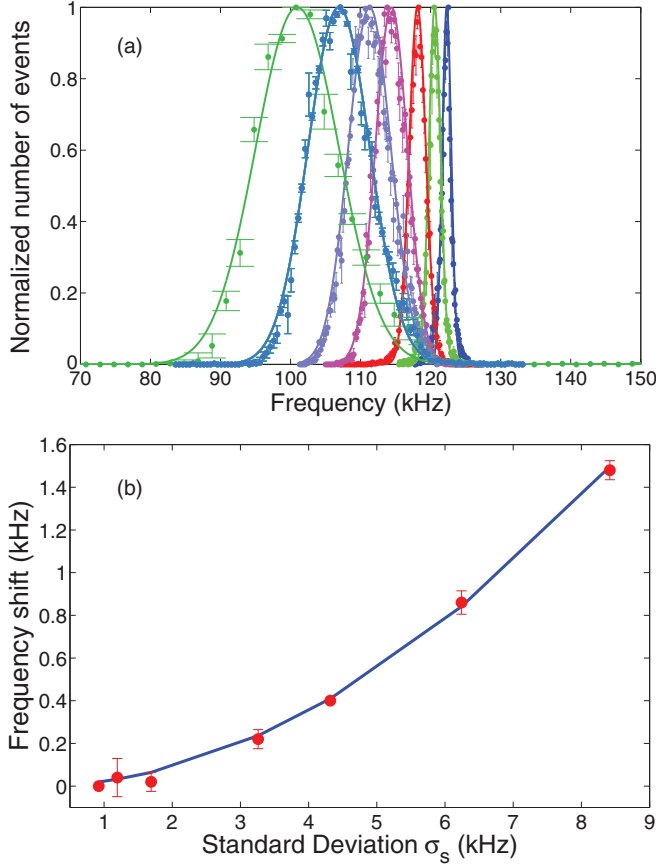 (a)
Normalized number of events
1
0.8
0.6
0.4
0.2
0
70 80 90 100 110 120 130 140 150
Frequency (kHz)
(b)
Frequency shift (kHz)
1.6
1.4
1.2
1
0.8
0.6
0.4
0.2
0
1 2 3 4 5 6 7 8 9
Standard Deviation σs (kHz)